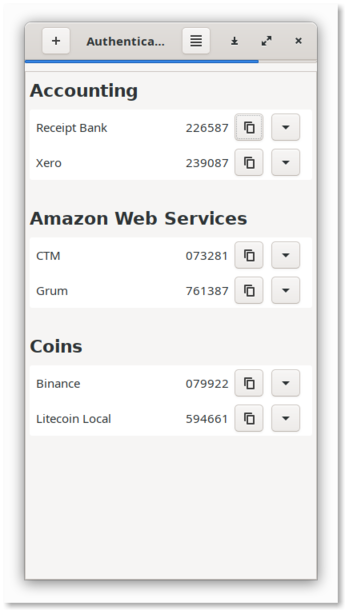 Authentica...
Accounting
Receipt Bank 226587
Xero 239087
Amazon Web Services
CTM 073281
Grum 761387
Coins
Binance 079922
Litecoin Local 594661